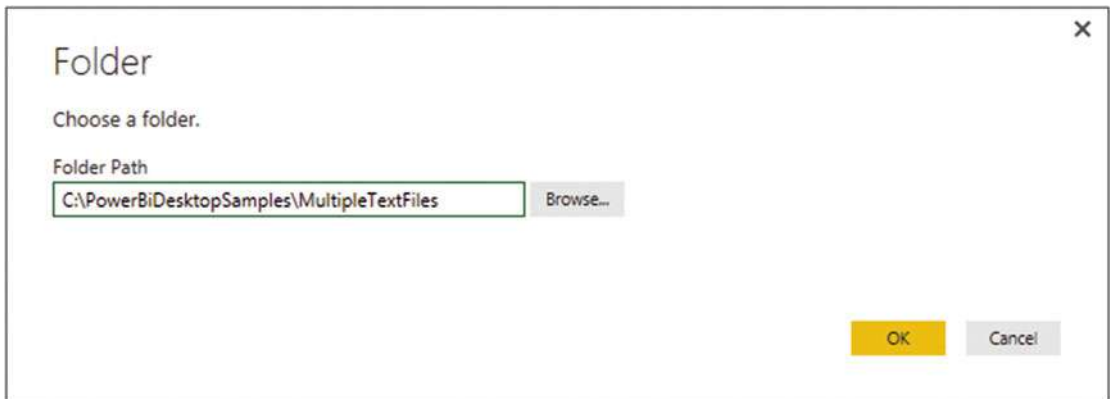 Folder
Choose a folder.
Folder Path
C:\PowerBiDesktopSamples\MultipleTextFiles Browse...
OK Cancel